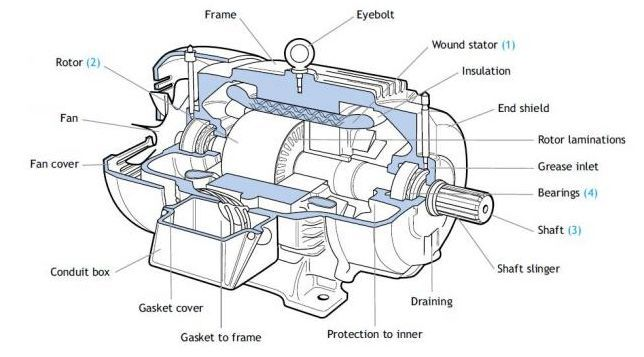 Frame
Eyebolt
Wound stator (1)
Rotor (2)
Insulation
End shield
Fan
Rotor laminations
Fan cover
Grease inlet
Bearings (4)
Shaft (3)
Conduit box
Shaft slinger
Draining
Gasket cover
Gasket to frame
Protection to inner